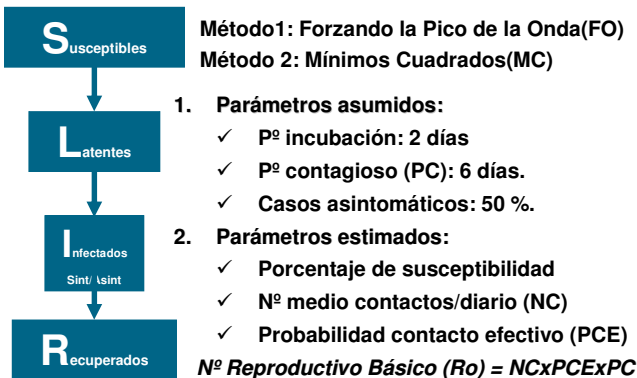 Susceptibles
Latentes
Infectados
Sint/Asint
Recuperados
Método1: Forzando la Pico de la Onda(FO)
Método 2: Mínimos Cuadrados(MC)
1. Parámetros asumidos:
✓ Pº incubación: 2 días
✓ Pº contagioso (PC): 6 días.
✓ Casos asintomáticos: 50 %.
2. Parámetros estimados:
✓ Porcentaje de susceptibilidad
✓ Nº medio contactos/diario (NC)
✓ Probabilidad contacto efectivo (PCE)
Nº Reproductivo Básico (Ro) = NCxPCExPC